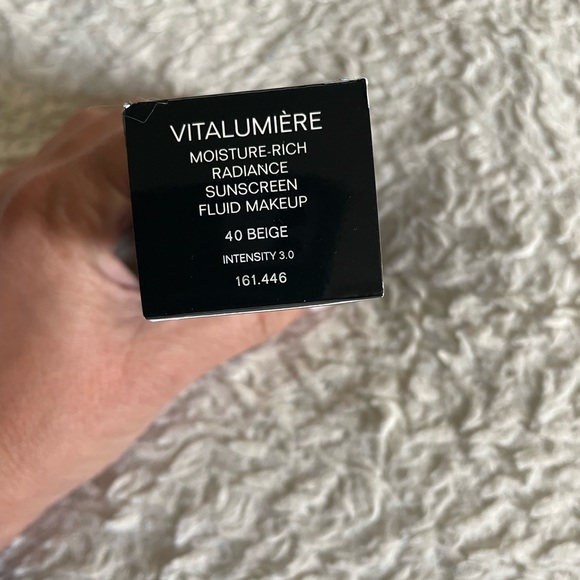 VITALUMIÈRE
MOISTURE-RICH
RADIANCE
SUNSCREEN
FLUID MAKEUP
40 BEIGE
INTENSITY 3.0
161.446